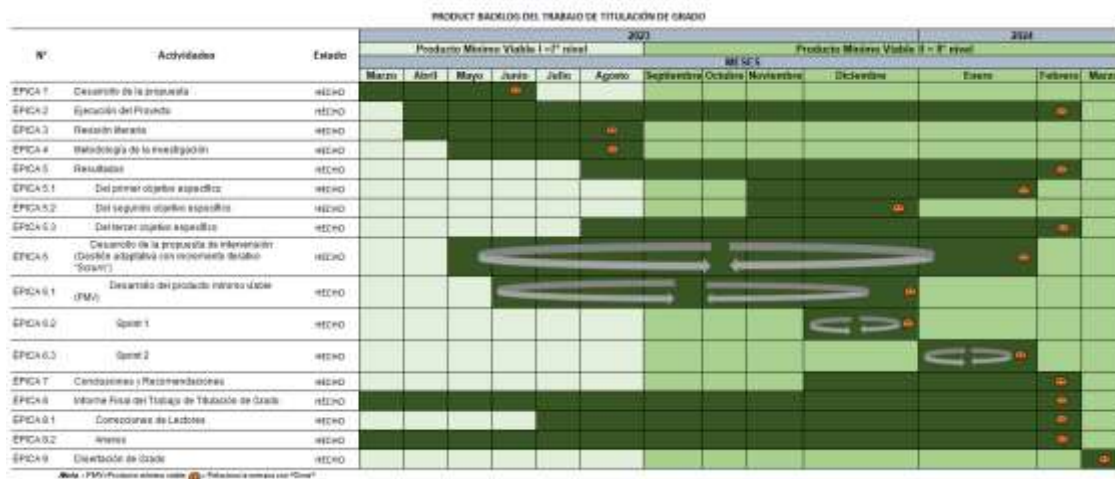 PRODUCT BACKLOG DEL TRABAJO DE TITULACIÓN DE GRADO
Nº Actividades Estado
2023 2024
Producto Mínimo Viable I - 7º nivel Producto Mínimo Viable II - 8º nivel
MESES
Marzo Abril Mayo Junio Julio Agosto Septiembre Octubre Noviembre Diciembre Enero Febrero Marzo
ÉPICA 1 Desarrollo de la propuesta HECHO
ÉPICA 2 Ejecución del Proyecto HECHO
ÉPICA 3 Revisión literaria HECHO
ÉPICA 4 Metodología de la investigación HECHO
ÉPICA 5 Resultados HECHO
ÉPICA 5.1 Del primer objetivo específico HECHO
ÉPICA 5.2 Del segundo objetivo específico HECHO
ÉPICA 5.3 Del tercer objetivo específico HECHO
ÉPICA 6 Desarrollo de la propuesta de intervención HECHO
(Gestión adaptativa con incremento iterativo
"Scrum")
ÉPICA 6.1 Desarrollo del producto mínimo viable HECHO
(PMV)
ÉPICA 6.2 Sprint 1 HECHO
ÉPICA 6.3 Sprint 2 HECHO
ÉPICA 7 Conclusiones y Recomendaciones HECHO
ÉPICA 8 Informe Final del Trabajo de Titulación de Grado HECHO
ÉPICA 8.1 Correcciones de Lectores HECHO
ÉPICA 8.2 Anexos HECHO
ÉPICA 9 Disertación de Grado HECHO
Nota : PMV=Producto mínimo viable